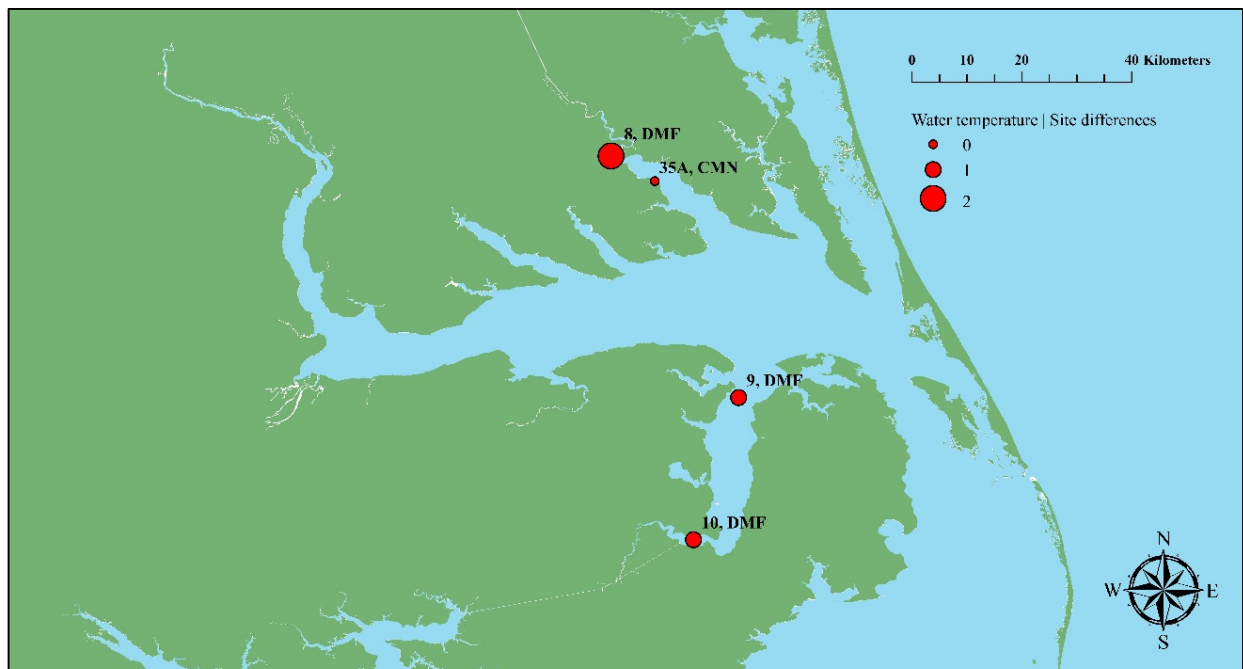 0 10 20 40 Kilometers
Water temperature | Site differences
0
1
2
8, DMF
35A, CMN
9, DMF
10, DMF
N
W E
S